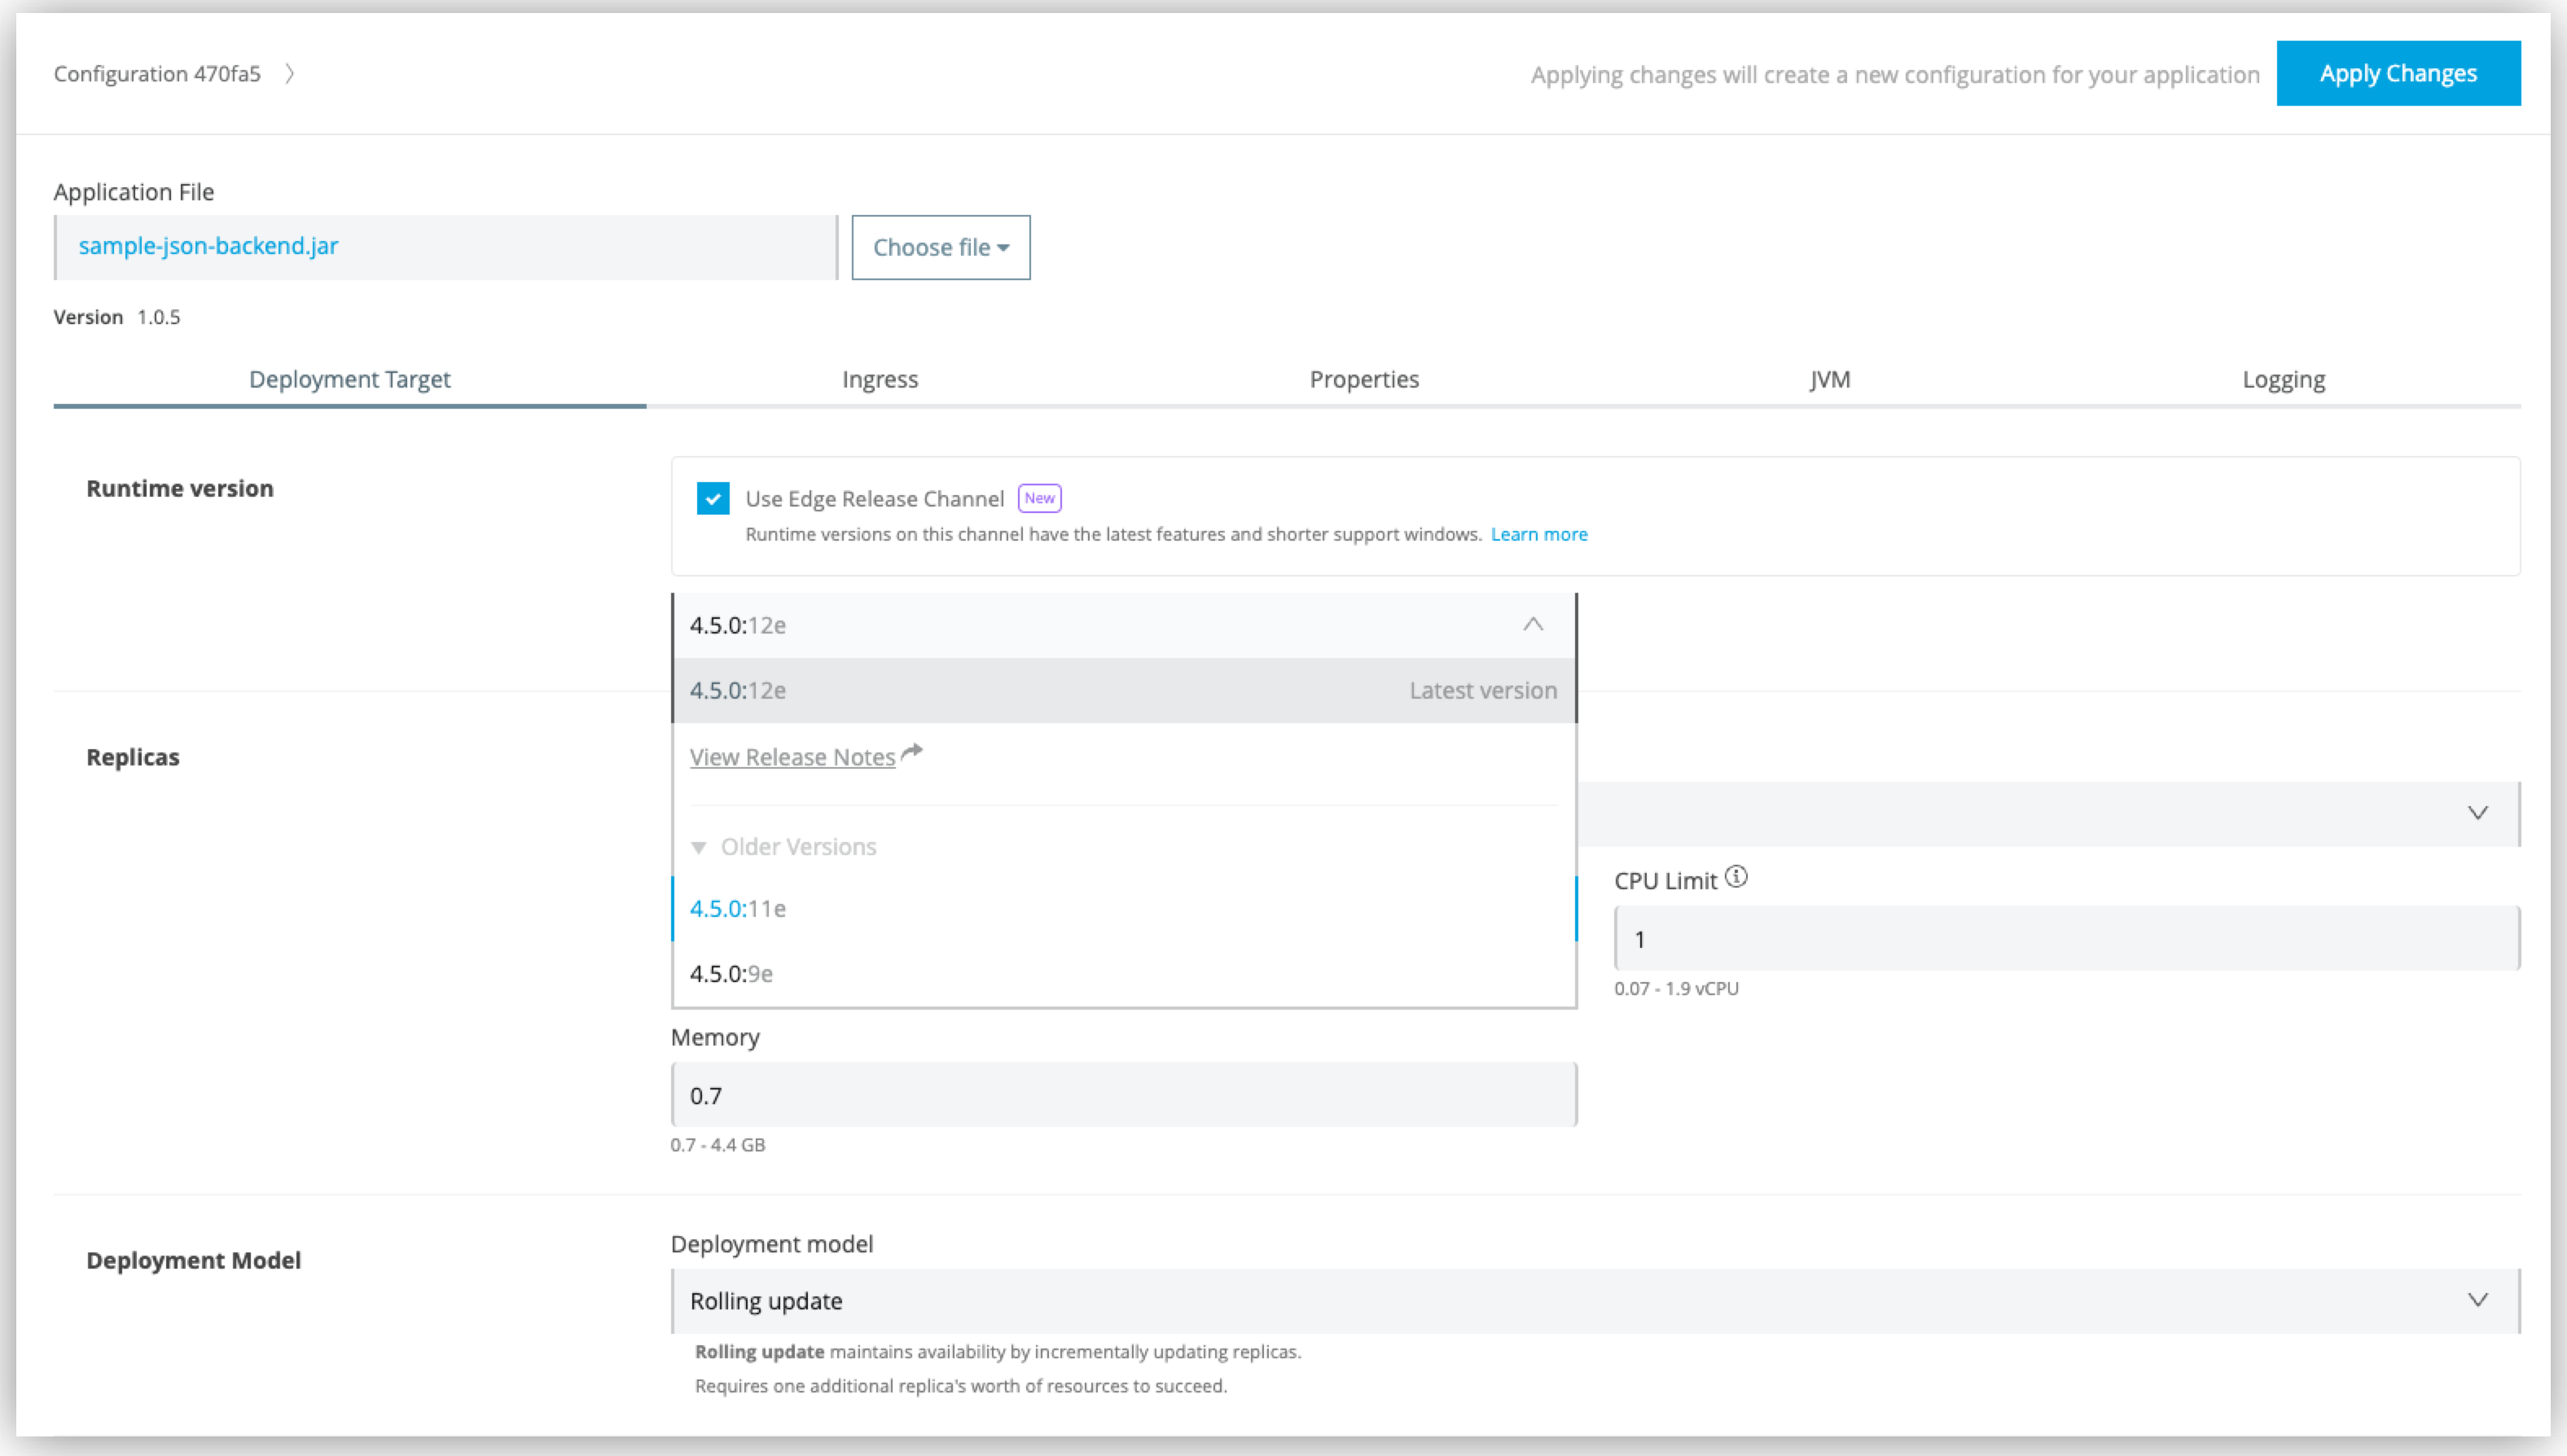 Configuration 470fa5
Applying changes will create a new configuration for your application
Apply Changes
Application File
sample-json-backend.jar
Choose file
Version 1.0.5
Deployment Target
Ingress
Properties
JVM
Logging
Runtime version
Use Edge Release Channel New
Runtime versions on this channel have the latest features and shorter support windows. Learn more
4.5.0:12e
4.5.0:12e Latest version
View Release Notes
Older Versions
4.5.0:11e
4.5.0:9e
Replicas
CPU Limit
1
0.07 - 1.9 vCPU
Memory
0.7
0.7 - 4.4 GB
Deployment Model
Deployment model
Rolling update
Rolling update maintains availability by incrementally updating replicas.
Requires one additional replica's worth of resources to succeed.